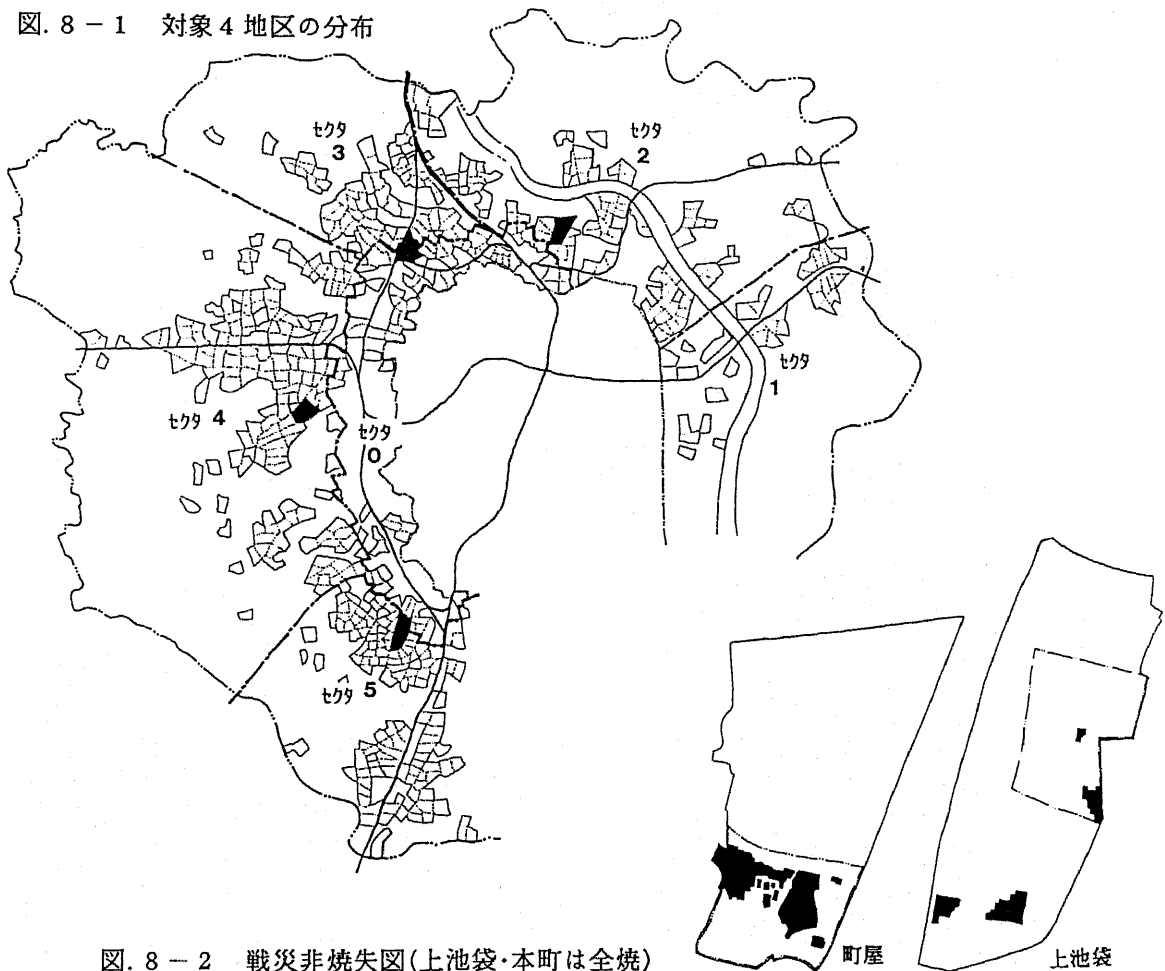 図.8-1 対象4地区の分布
セクタ
3
セクタ
2
セクタ
1
セクタ 4
セクタ
0
セクタ 5
町屋
上池袋
図.8-2 戦災非焼失図(上池袋・本町は全焼)